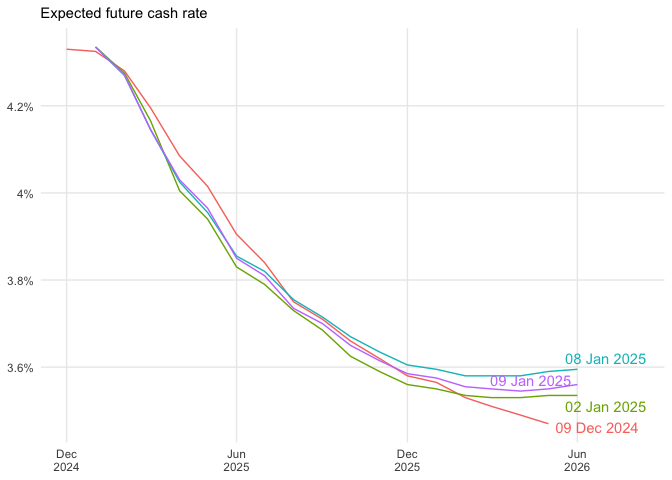 Expected future cash rate
4.2%
4%
3.8%
3.6%
08 Jan 2025
09 Jan 2025
02 Jan 2025
09 Dec 2024
Dec
2024
Jun
2025
Dec
2025
Jun
2026